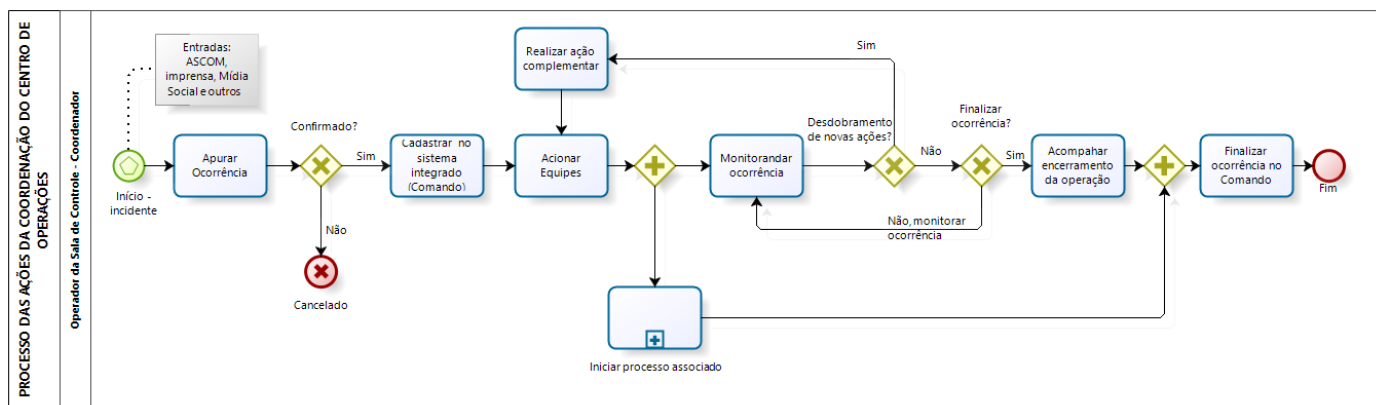 PROCESSO DAS AÇÕES DA COORDENAÇÃO DO CENTRO DE
OPERAÇÕES
Operador da Sala de Controle - Coordenador
Entradas:
ASCOM,
imprensa, Mídia
Social e outros
Início -
incidente
Apurar
Ocorrência
Confirmado?
Sim
Não
Cancelado
Cadastrar no
sistema
integrado
(Comando)
Realizar ação
complementar
Acionar
Equipes
Iniciar processo associado
Monitorandar
ocorrência
Sim
Desdobramento
de novas ações?
Não
Finalizar
ocorrência?
Sim
Não, monitorar
ocorrência
Acompahar
encerramento
da operação
Finalizar
ocorrência no
Comando
Fim